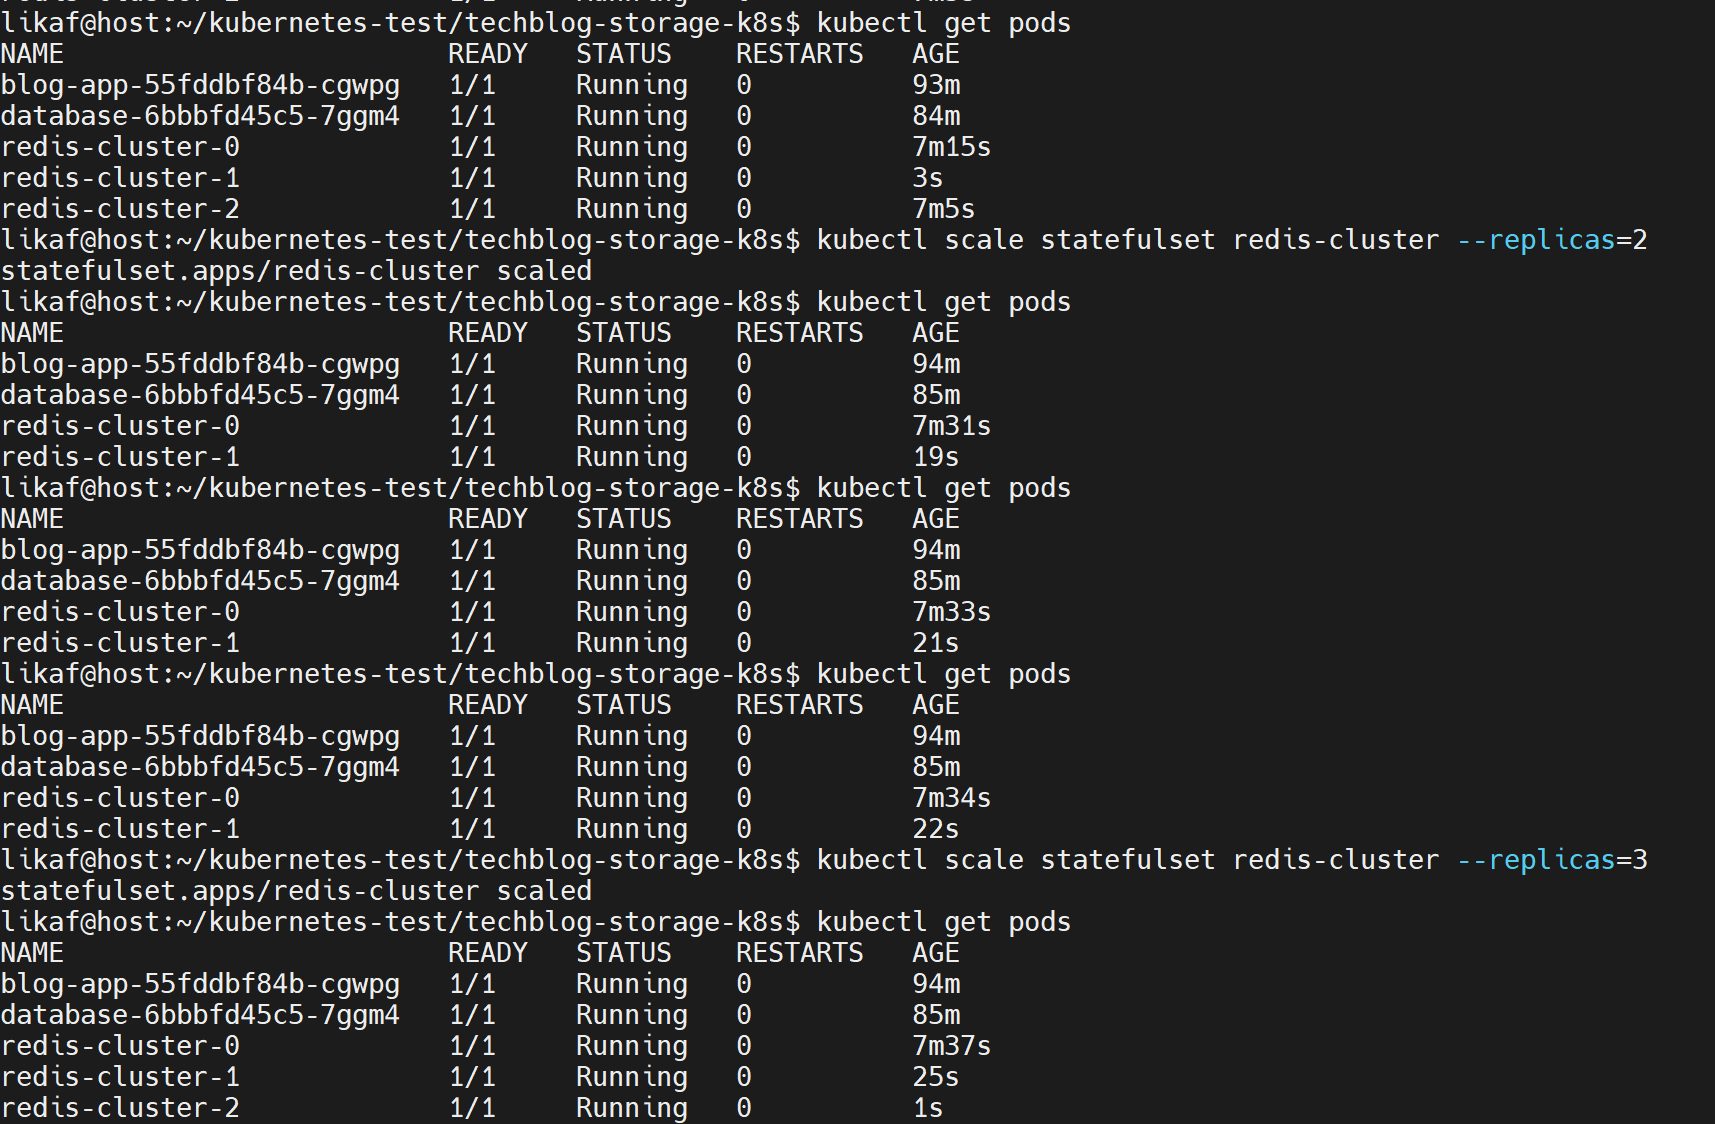 likaf@host:~/kubernetes-test/techblog-storage-k8s$ kubectl get pods
NAME                        READY   STATUS    RESTARTS   AGE
blog-app-55fddbf84b-cgwpg   1/1     Running   0          93m
database-6bbbfd45c5-7ggm4   1/1     Running   0          84m
redis-cluster-0             1/1     Running   0          7m15s
redis-cluster-1             1/1     Running   0          3s
redis-cluster-2             1/1     Running   0          7m5s
likaf@host:~/kubernetes-test/techblog-storage-k8s$ kubectl scale statefulset redis-cluster --replicas=2
statefulset.apps/redis-cluster scaled
likaf@host:~/kubernetes-test/techblog-storage-k8s$ kubectl get pods
NAME                        READY   STATUS    RESTARTS   AGE
blog-app-55fddbf84b-cgwpg   1/1     Running   0          94m
database-6bbbfd45c5-7ggm4   1/1     Running   0          85m
redis-cluster-0             1/1     Running   0          7m31s
redis-cluster-1             1/1     Running   0          19s
likaf@host:~/kubernetes-test/techblog-storage-k8s$ kubectl get pods
NAME                        READY   STATUS    RESTARTS   AGE
blog-app-55fddbf84b-cgwpg   1/1     Running   0          94m
database-6bbbfd45c5-7ggm4   1/1     Running   0          85m
redis-cluster-0             1/1     Running   0          7m33s
redis-cluster-1             1/1     Running   0          21s
likaf@host:~/kubernetes-test/techblog-storage-k8s$ kubectl get pods
NAME                        READY   STATUS    RESTARTS   AGE
blog-app-55fddbf84b-cgwpg   1/1     Running   0          94m
database-6bbbfd45c5-7ggm4   1/1     Running   0          85m
redis-cluster-0             1/1     Running   0          7m34s
redis-cluster-1             1/1     Running   0          22s
likaf@host:~/kubernetes-test/techblog-storage-k8s$ kubectl scale statefulset redis-cluster --replicas=3
statefulset.apps/redis-cluster scaled
likaf@host:~/kubernetes-test/techblog-storage-k8s$ kubectl get pods
NAME                        READY   STATUS    RESTARTS   AGE
blog-app-55fddbf84b-cgwpg   1/1     Running   0          94m
database-6bbbfd45c5-7ggm4   1/1     Running   0          85m
redis-cluster-0             1/1     Running   0          7m37s
redis-cluster-1             1/1     Running   0          25s
redis-cluster-2             1/1     Running   0          1s